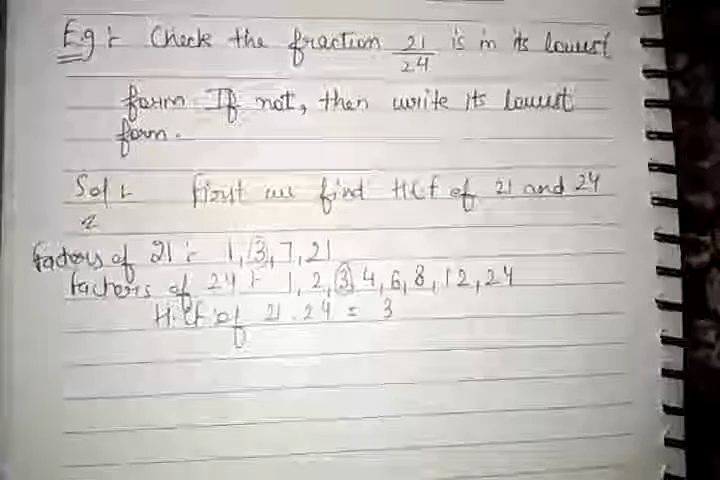 Eg :- Check the fraction 21/24 is in its lowest
form. If not, then write its lowest
form.
Sol :- First we find HCF of 21 and 24
factors of 21 :- 1, 3, 7, 21
factors of 24 :- 1, 2, 3, 4, 6, 8, 12, 24
H.CF of 21. 24 = 3